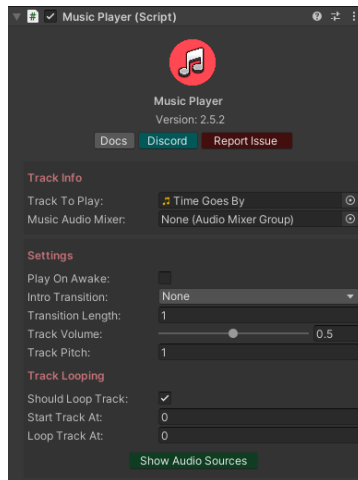 Music Player (Script)
Music Player
Version: 2.5.2
Docs Discord Report Issue
Track Info
Track To Play: Time Goes By
Music Audio Mixer: None (Audio Mixer Group)
Settings
Play On Awake:
Intro Transition: None
Transition Length: 1
Track Volume: 0.5
Track Pitch: 1
Track Looping
Should Loop Track:
Start Track At: 0
Loop Track At: 0
Show Audio Sources